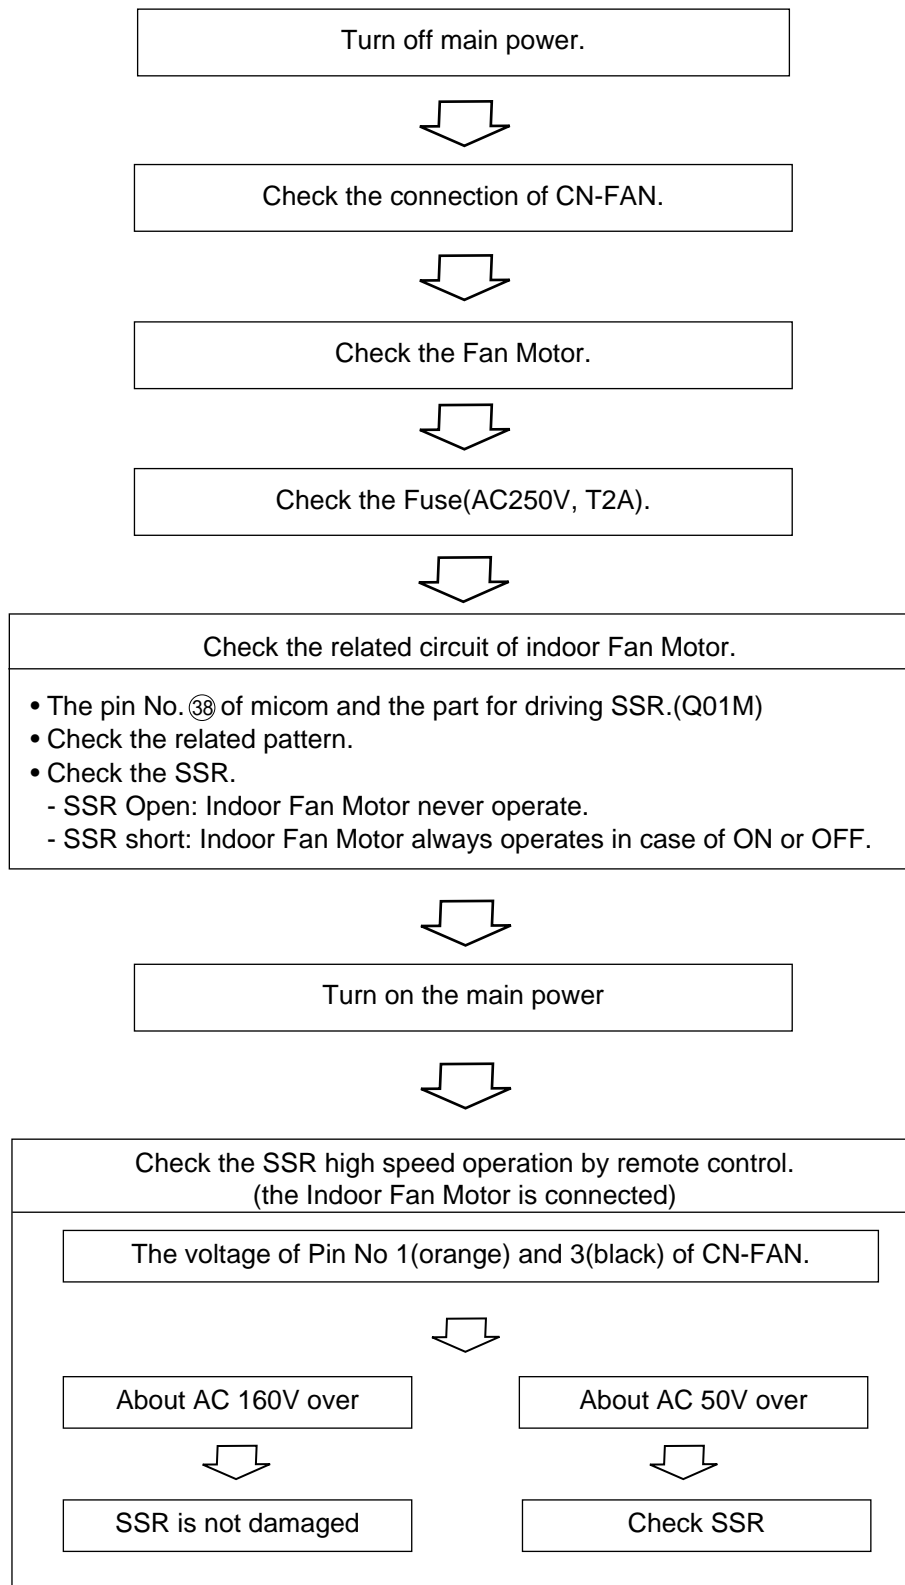 Turn off main power.
Check the connection of CN-FAN.
Check the Fan Motor.
Check the Fuse(AC250V, T2A).
Check the related circuit of indoor Fan Motor.
• The pin No. ㊳ of micom and the part for driving SSR.(Q01M)
• Check the related pattern.
• Check the SSR.
- SSR Open: Indoor Fan Motor never operate.
- SSR short: Indoor Fan Motor always operates in case of ON or OFF.
Turn on the main power
Check the SSR high speed operation by remote control.
(the Indoor Fan Motor is connected)
The voltage of Pin No 1(orange) and 3(black) of CN-FAN.
About AC 160V over
About AC 50V over
SSR is not damaged
Check SSR